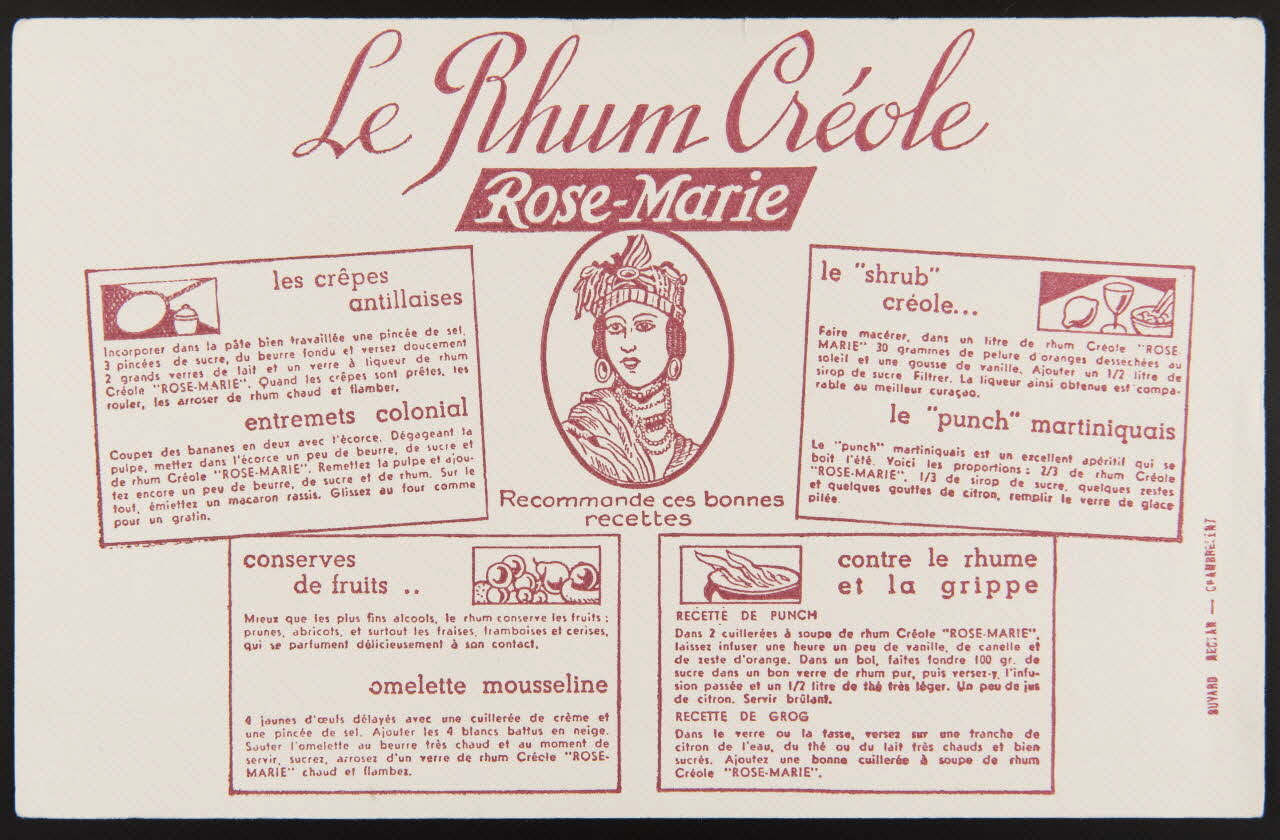 Le Rhum Créole
Rose-Marie
les crêpes
antillaises
Incorporer dans la pâte bien travaillée une pincée de sel,
3 pincées de sucre, du beurre fondu et versez doucement
2 grands verres de lait et un verre à liqueur de rhum
Créole "ROSE-MARIE". Quand les crêpes sont prêtes, les
rouler, les arroser de rhum chaud et flamber.
entremets colonial
Coupez des bananes en deux avec l'écorce. Dégageant la
pulpe, mettez dans l'écorce un peu de beurre, de sucre et
de rhum Créole "ROSE-MARIE". Remettez la pulpe et ajou-
tez encore un peu de beurre, de sucre et de rhum. Sur le
tout, émiettez un macaron rassis. Glissez au four comme
pour un gratin.
Recommande ces bonnes
recettes
le "shrub"
créole...
Faire macérer, dans un litre de rhum Créole "ROSE-
MARIE" 30 grammes de pelure d'oranges desséchées au
soleil et une gousse de vanille. Ajouter un 1/2 litre de
sirop de sucre Filtrer. La liqueur ainsi obtenue est compa-
rable au meilleur curaçao.
le "punch" martiniquais
Le "punch" martiniquais est un excellent apéritif qui se
boit l'été. Voici les proportions : 2/3 de rhum Créole
"ROSE-MARIE", 1/3 de sirop de sucre, quelques zestes
et quelques gouttes de citron, remplir le verre de glace
pilée.
conserves
de fruits ..
Mieux que les plus fins alcools, le rhum conserve les fruits :
prunes, abricots, et surtout les fraises, framboises et cerises,
qui se parfument délicieusement à son contact.
omelette mousseline
4 jaunes d'œufs délayés avec une cuillerée de crème et
une pincée de sel. Ajouter les 4 blancs battus en neige.
Sauter l'omelette au beurre très chaud et au moment de
servir, sucrez, arrosez d'un verre de rhum Créole "ROSE-
MARIE" chaud et flambez.
contre le rhume
et la grippe
RECETTE DE PUNCH
Dans 2 cuillerées à soupe de rhum Créole "ROSE-MARIE",
laissez infuser une heure un peu de vanille, de canelle et
de zeste d'orange. Dans un bol, faites fondre 100 gr. de
sucre dans un bon verre de rhum pur, puis versez-y l'infu-
sion passée et un 1/2 litre de thé très léger. Un peu de jus
de citron. Servir brûlant.
RECETTE DE GROG
Dans le verre ou la tasse, versez sur une tranche de
citron de l'eau, du thé ou du lait très chauds et bien
sucrés. Ajoutez une bonne cuillerée à soupe de rhum
Créole "ROSE-MARIE".
BUVARD